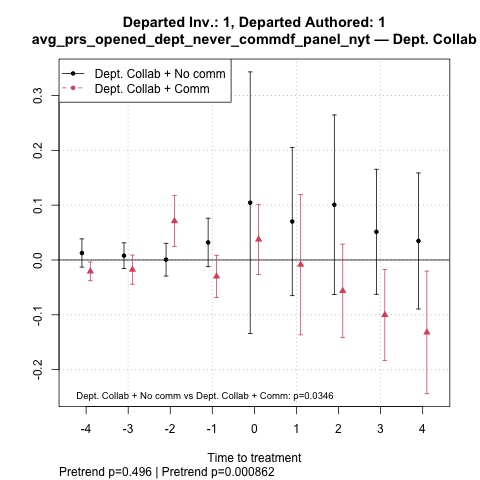 Departed Inv.: 1, Departed Authored: 1
avg_prs_opened_dept_never_commdf_panel_nyt — Dept. Collab
Dept. Collab + No comm
Dept. Collab + Comm
0.3
0.2
0.1
0.0
-0.1
-0.2
Dept. Collab + No comm vs Dept. Collab + Comm: p=0.0346
-4 -3 -2 -1 0 1 2 3 4
Time to treatment
Pretrend p=0.496 | Pretrend p=0.000862